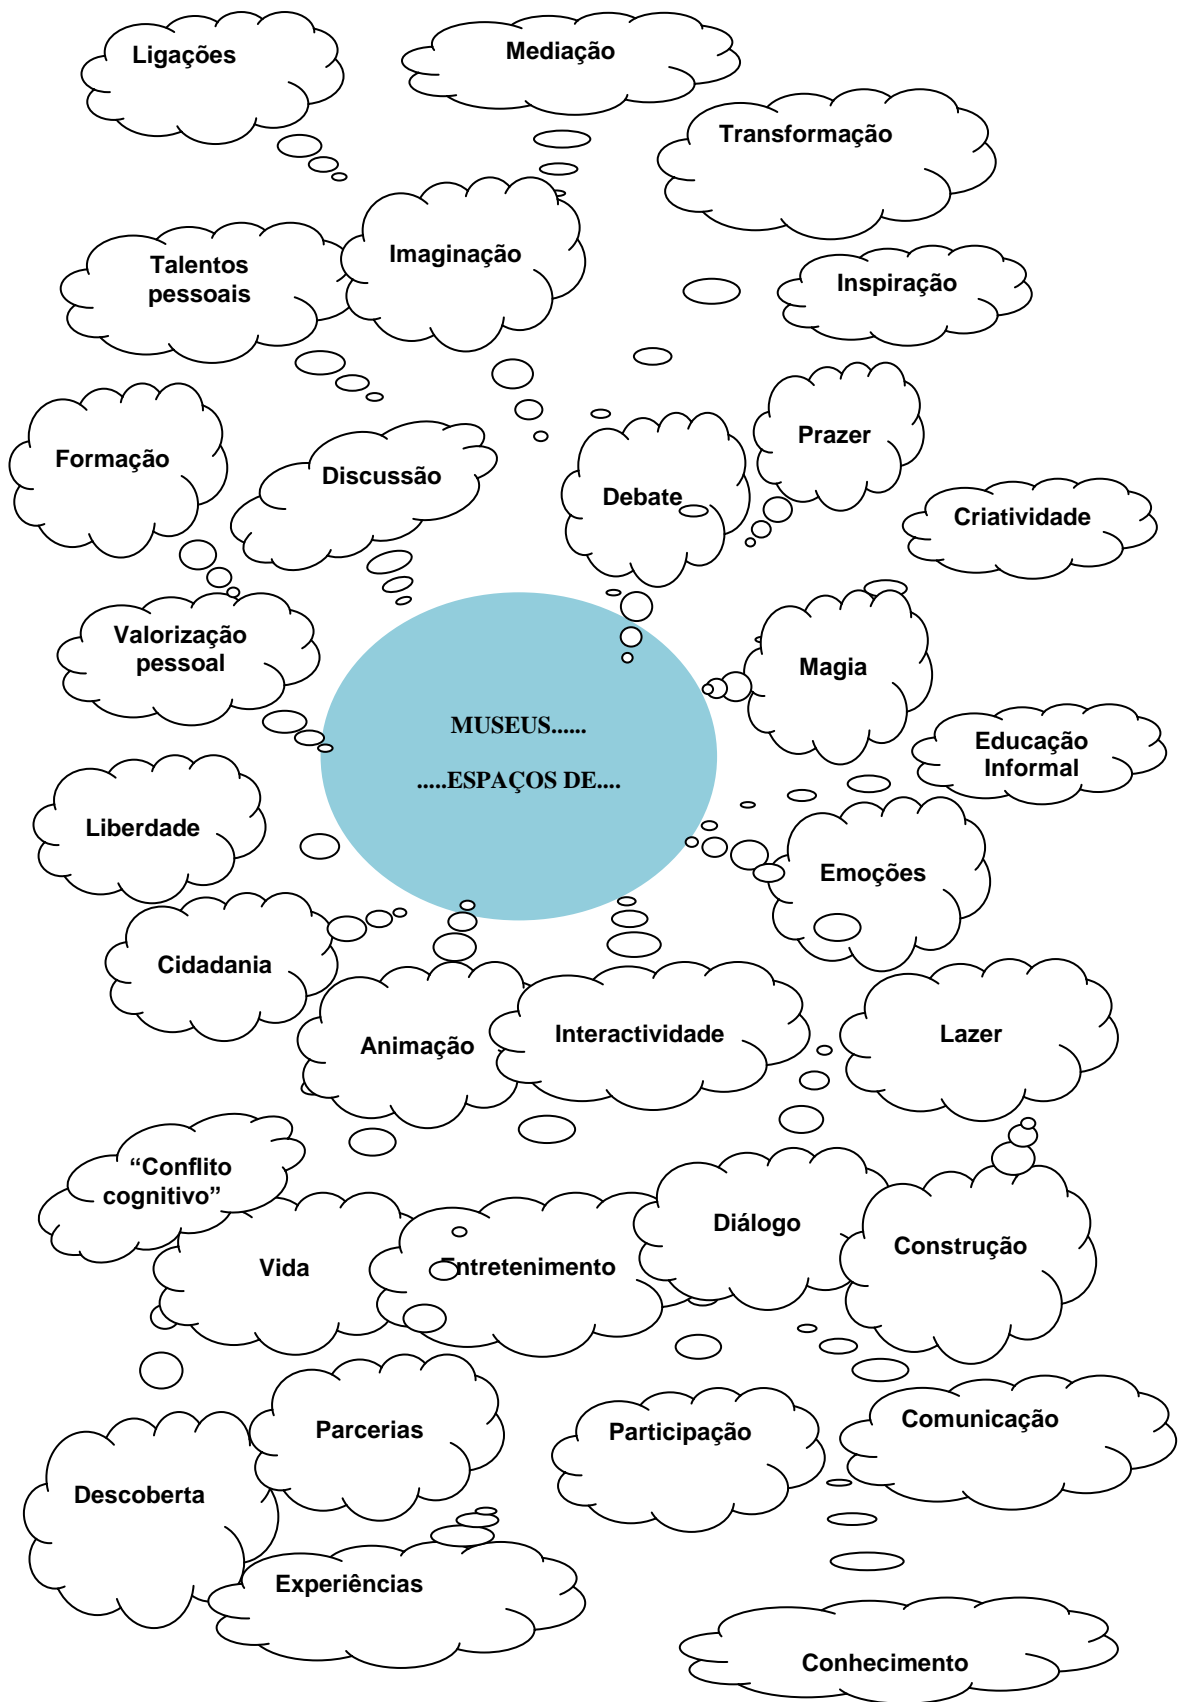 Ligações
Mediação
Transformação
Talentos
pessoais
Imaginação
Inspiração
Formação
Discussão
Debate
Prazer
Criatividade
Valorização
pessoal
Magia
MUSEUS......
.....ESPAÇOS DE....
Educação
Informal
Liberdade
Emoções
Cidadania
Animação
Interactividade
Lazer
“Conflito
cognitivo”
Vida
Entretenimento
Diálogo
Construção
Parcerias
Participação
Comunicação
Descoberta
Experiências
Conhecimento